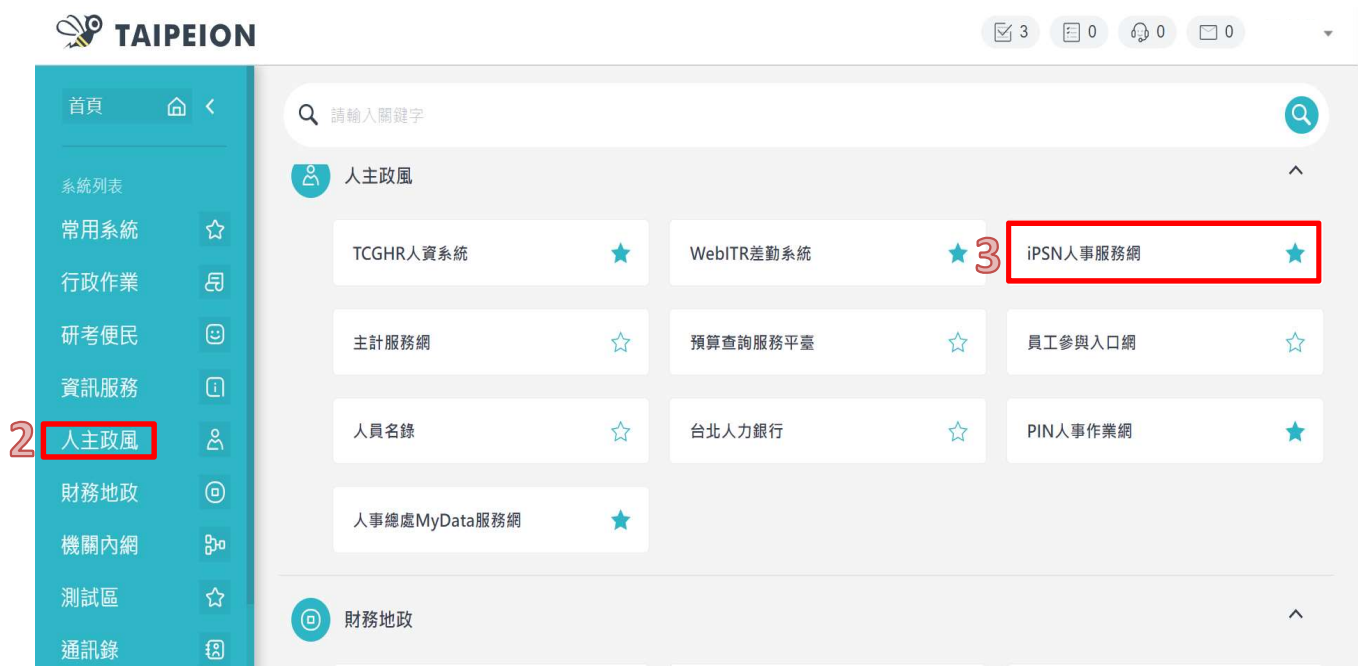 TAIPEION
3 0 0 0
首頁
請輸入關鍵字
系統列表
常用系統
行政作業
研考便民
資訊服務
2 人主政風
財務地政
機關內網
測試區
通訊錄
人主政風
TCGHR人資系統 WebITR差勤系統 3 iPSN人事服務網
主計服務網 預算查詢服務平臺 員工參與入口網
人員名錄 台北人力銀行 PIN人事作業網
人事總處MyData服務網
財務地政